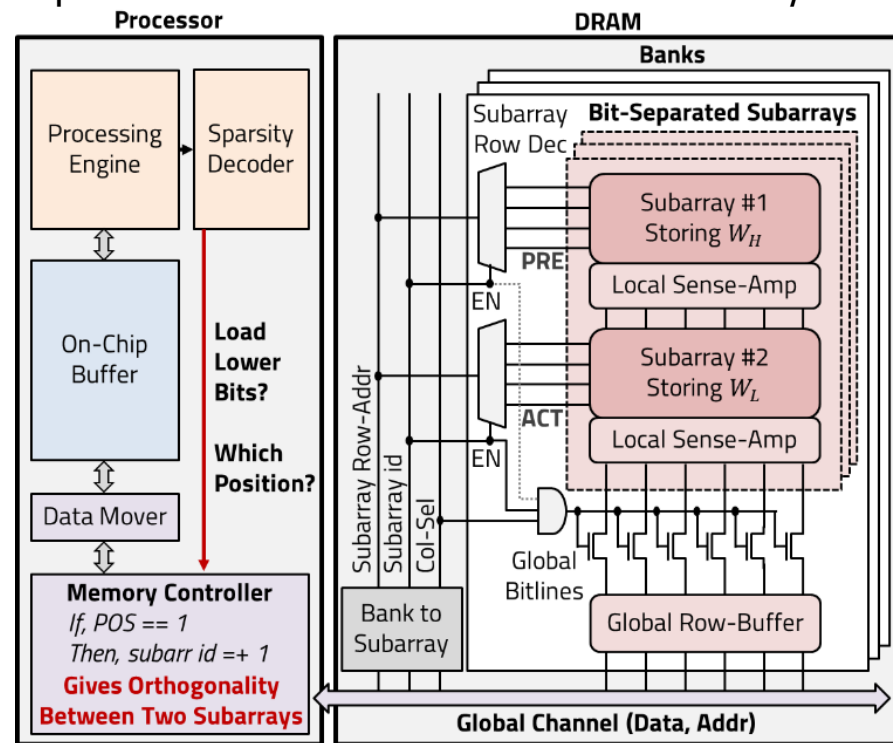 Processor
Processing
Engine
Sparsity
Decoder
On-Chip
Buffer
Load
Lower
Bits?
Which
Position?
Data Mover
Memory Controller
If, POS == 1
Then, subarr id =+ 1
Gives Orthogonality
Between Two Subarrays
DRAM
Banks
Subarray
Row Dec
Bit-Separated Subarrays
Subarray #1
Storing W_H
PRE
Local Sense-Amp
EN
Subarray #2
Storing W_L
ACT
Local Sense-Amp
EN
Subarray Row-Addr
Subarray id
Col-Sel
Global
Bitlines
Bank to
Subarray
Global Row-Buffer
Global Channel (Data, Addr)